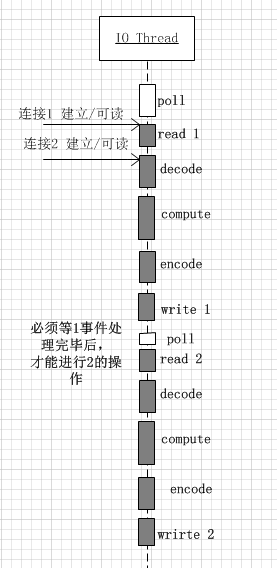 IO Thread
poll
连接1 建立/可读
read 1
连接2 建立/可读
decode
compute
encode
write 1
必须等1事件处
理完毕后,
才能进行2的操
作
poll
read 2
decode
compute
encode
wrirte 2